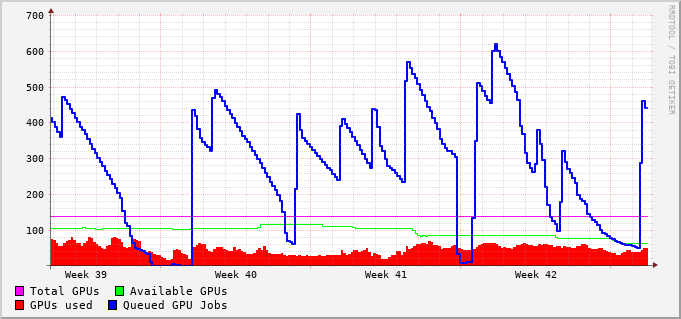 700
600
500
400
300
200
100
Week 39 Week 40 Week 41 Week 42
Total GPUs Available GPUs
GPUs used Queued GPU Jobs
RRDTOOL / TOBI OETIKER